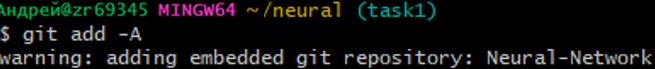 Андрей@zr69345 MINGW64 ~/neural (task1)
$ git add -A
warning: adding embedded git repository: Neural-Network